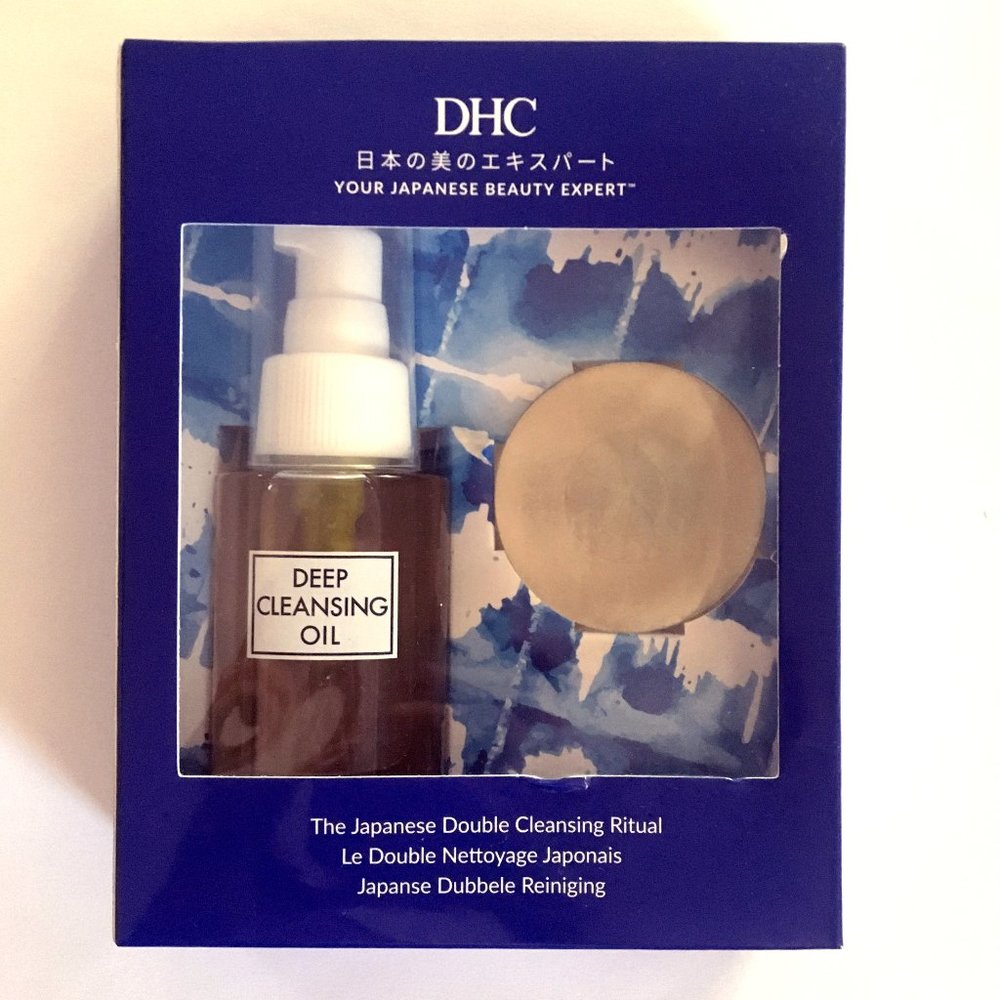 DHC
日本の美のエキスパート
YOUR JAPANESE BEAUTY EXPERT™
DEEP
CLEANSING
OIL
The Japanese Double Cleansing Ritual
Le Double Nettoyage Japonais
Japanse Dubbele Reiniging